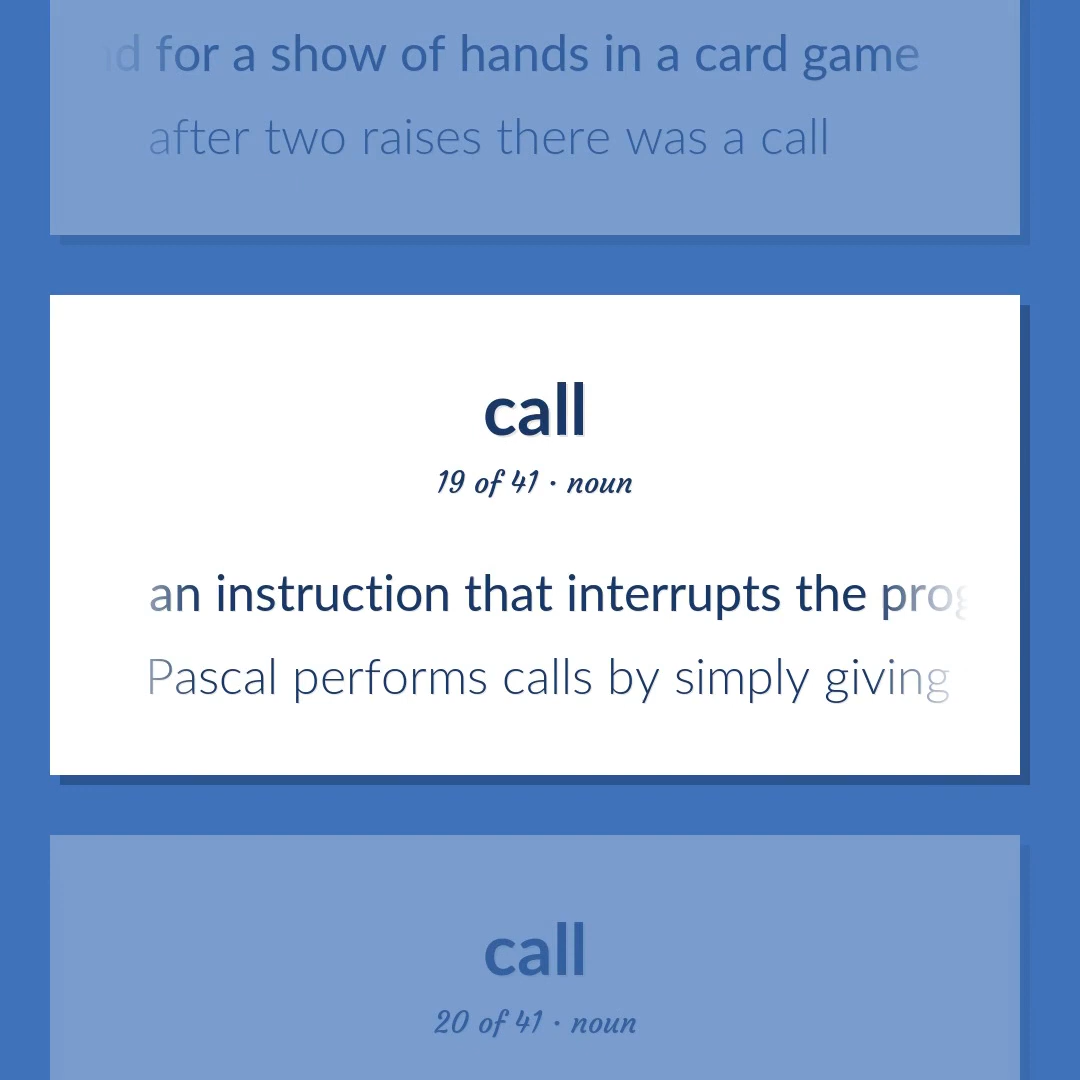 for a show of hands in a card game
after two raises there was a call
call
19 of 41 · noun
an instruction that interrupts the
Pascal performs calls by simply giving
call
20 of 41 · noun